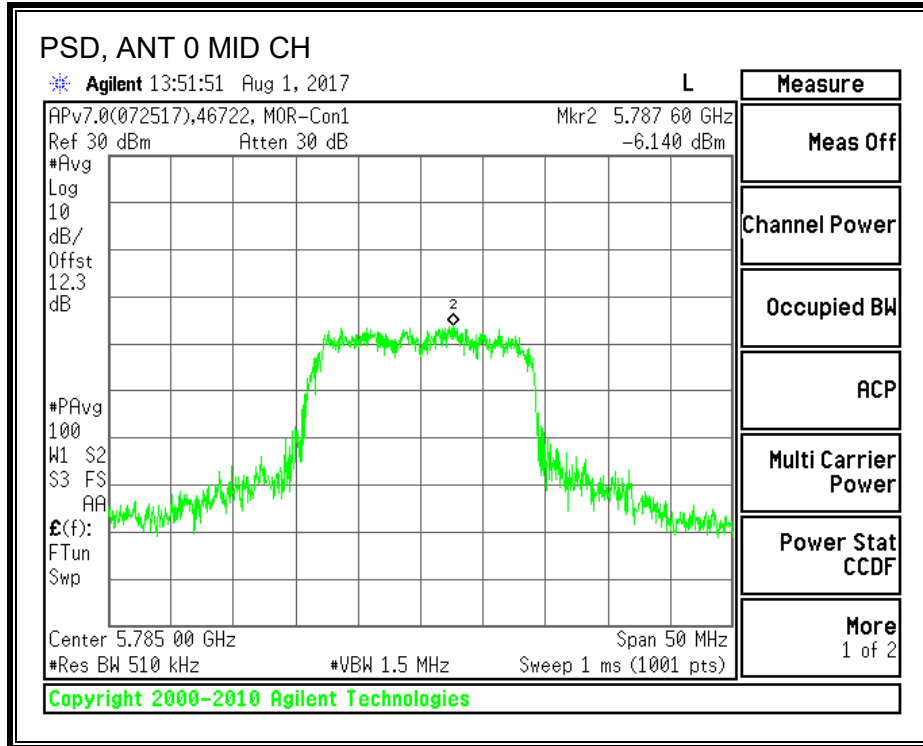 PSD, ANT 0 MID CH
Agilent 13:51:51 Aug 1, 2017 L
APv7.0(072517),46722, MOR-Con1 Mkr2 5.787 60 GHz
Ref 30 dBm Atten 30 dB -6.140 dBm
#Avg
Log
10
dB/
Offst
12.3
dB
2
#PAvg
100
W1 S2
S3 FS
AA
£(f):
FTun
Swp
Center 5.785 00 GHz Span 50 MHz
#Res BW 510 kHz #VBW 1.5 MHz Sweep 1 ms (1001 pts)
Copyright 2000-2010 Agilent Technologies
Measure
Meas Off
Channel Power
Occupied BW
ACP
Multi Carrier
Power
Power Stat
CCDF
More
1 of 2